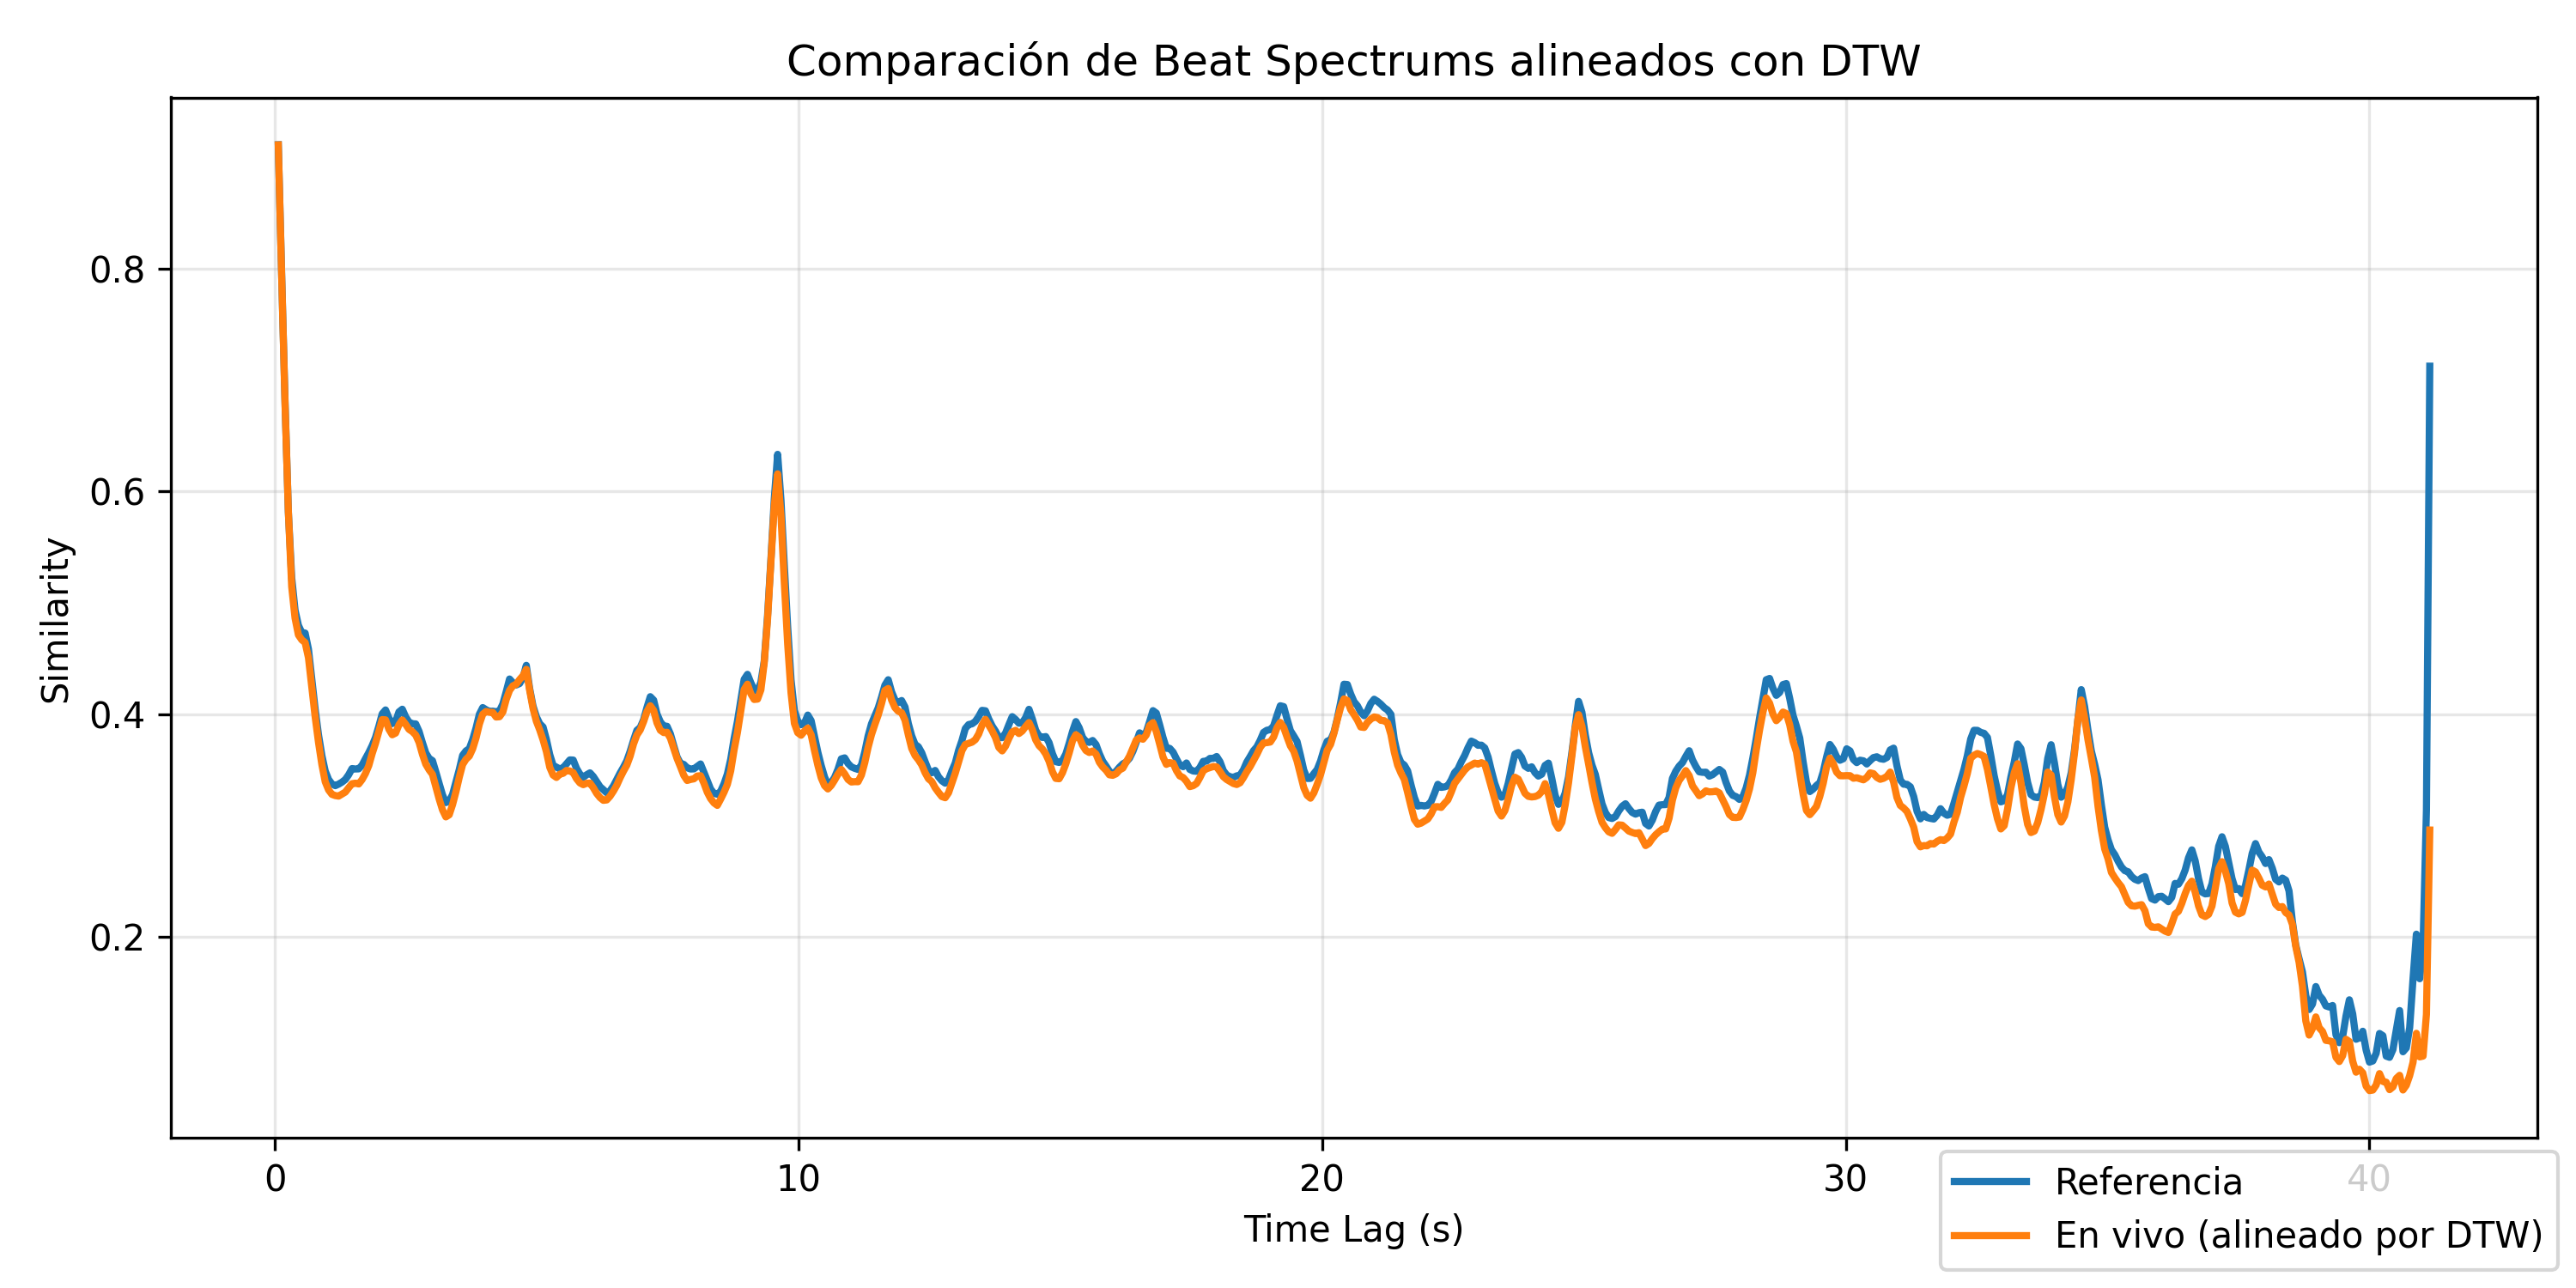 Comparación de Beat Spectrums alineados con DTW
Similarity
0.8
0.6
0.4
0.2
0 10 20 30 40
Time Lag (s)
Referencia
En vivo (alineado por DTW)